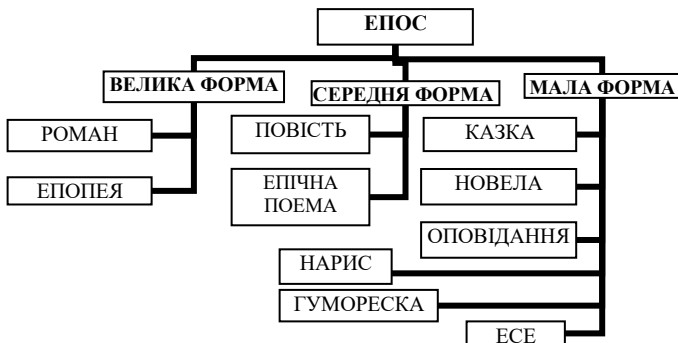 ЕПОС
ВЕЛИКА ФОРМА
РОМАН
ЕПОПЕЯ
СЕРЕДНЯ ФОРМА
ПОВІСТЬ
ЕПІЧНА
ПОЕМА
МАЛА ФОРМА
КАЗКА
НОВЕЛА
ОПОВІДАННЯ
НАРИС
ГУМОРЕСКА
ЕСЕ